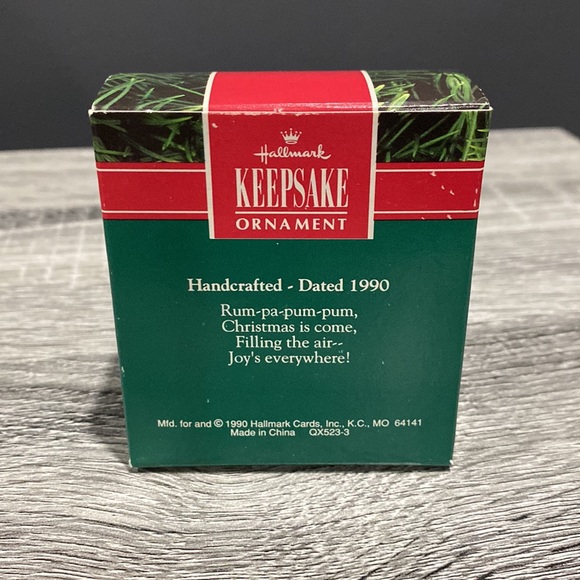 Hallmark
KEEPSAKE
ORNAMENT
Handcrafted - Dated 1990
Rum-pa-pum-pum,
Christmas is come,
Filling the air--
Joy's everywhere!
Mfd. for and © 1990 Hallmark Cards, Inc., K.C., MO 64141
Made in China QX523-3